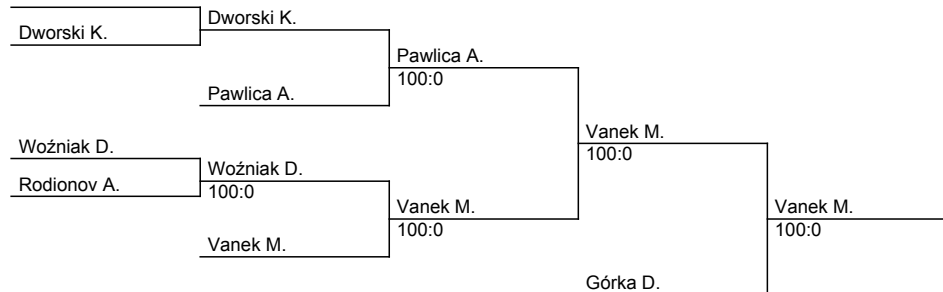 Dworski K.
Dworski K.
Pawlica A.
100:0
Pawlica A.
Woźniak D.
Rodionov A.
Woźniak D.
100:0
Vanek M.
Vanek M.
100:0
Vanek M.
100:0
Górka D.
Vanek M.
100:0